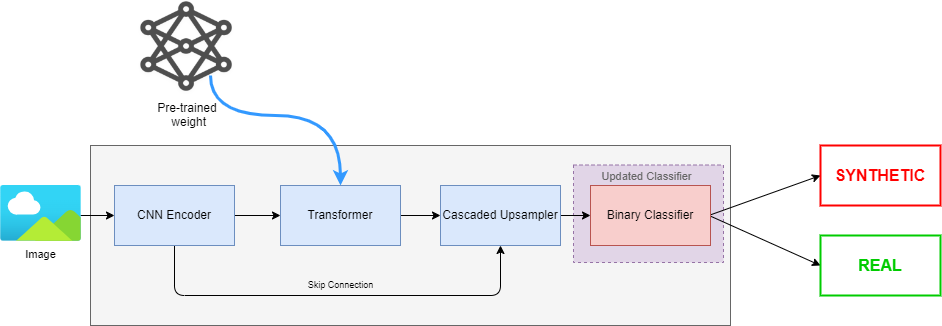 Pre-trained
weight
Updated Classifier
SYNTHETIC
CNN Encoder
Transformer
Cascaded Upsampler
Binary Classifier
Image
REAL
Skip Connection